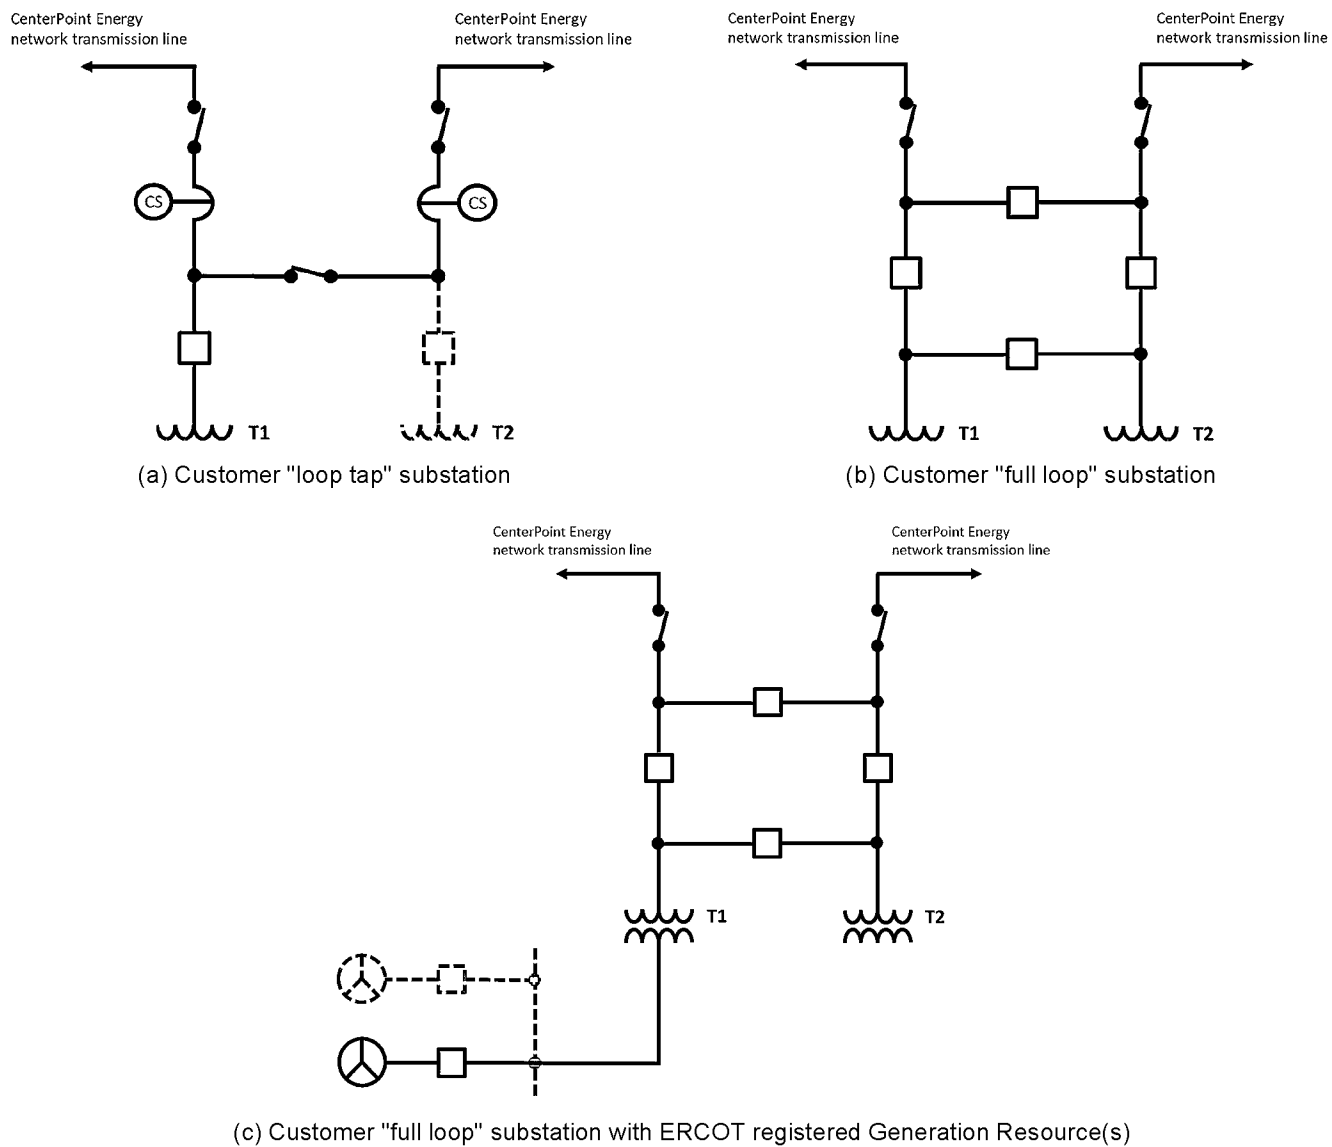 CenterPoint Energy
network transmission line
CenterPoint Energy
network transmission line
CS
CS
T1
T2
(a) Customer "loop tap" substation
CenterPoint Energy
network transmission line
CenterPoint Energy
network transmission line
T1
T2
(b) Customer "full loop" substation
CenterPoint Energy
network transmission line
CenterPoint Energy
network transmission line
T1
T2
(c) Customer "full loop" substation with ERCOT registered Generation Resource(s)